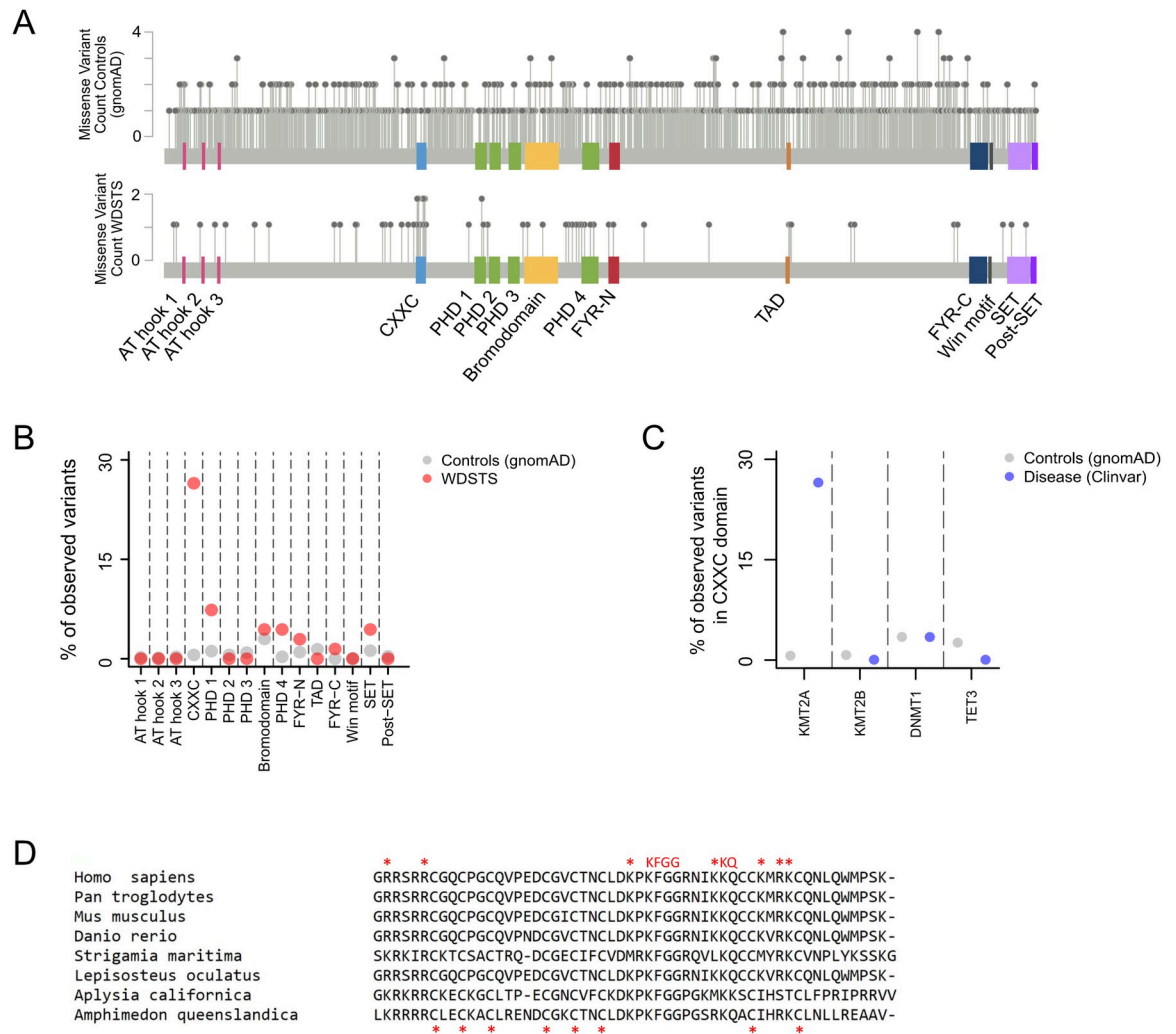 A
Missense Variant
Count Controls
(gnomAD)
4
2
0
Missense Variant
Count WDSTS
2
0
AT hook 1
AT hook 2
AT hook 3
CXXC
PHD 1
PHD 2
PHD 3
Bromodomain
PHD 4
FYR-N
TAD
FYR-C
Win motif
SET
Post-SET
B
% of observed variants
30
15
0
Controls (gnomAD)
WDSTS
AT hook 1
AT hook 2
AT hook 3
CXXC
PHD 1
PHD 2
PHD 3
Bromodomain
PHD 4
FYR−N
TAD
FYR−C
Win motif
SET
Post−SET
C
% of observed variants
in CXXC domain
30
15
0
Controls (gnomAD)
Disease (Clinvar)
KMT2A
KMT2B
DNMT1
TET3
D
* * * KFGG *KQ * **
Homo sapiens GRRSRRCGQCPGCQVPEDCGVCTNCLDKPKFGGRNIKKQCCKMRKCQNLQWMPSK-
Pan troglodytes GRRSRRCGQCPGCQVPEDCGVCTNCLDKPKFGGRNIKKQCCKMRKCQNLQWMPSK-
Mus musculus GRRSRRCGQCPGCQVPEDCGICTNCLDKPKFGGRNIKKQCCKMRKCQNLQWMPSK-
Danio rerio GRRSRRCGQCPGCQVPNDCGVCTNCLDKPKFGGRNIKKQCCKVRKCQNLQWMPSK-
Strigamia maritima SKRKIRCKTCSACTRQ-DCGECIFCVDMRKFGGRQVLKQCCMYRKCVNPLYKSSKG
Lepisosteus oculatus GRRSRRCGQCPGCQVPEDCGVCTNCLDKPKFGGRNIKKQCCKVRKCQNLQWMPSK-
Aplysia californica GKRKRRCKECKGCLTP-ECGNCVFCKDKPKFGGPGKMKKSCIHSTCLFPRIPRRVV
Amphimedon queenslandica LKRRRRCLECKACLRENDCGKCTNCLDKPKFGGPGSRKQACIHRKCLNLLREAAV-
* * * * * * * *